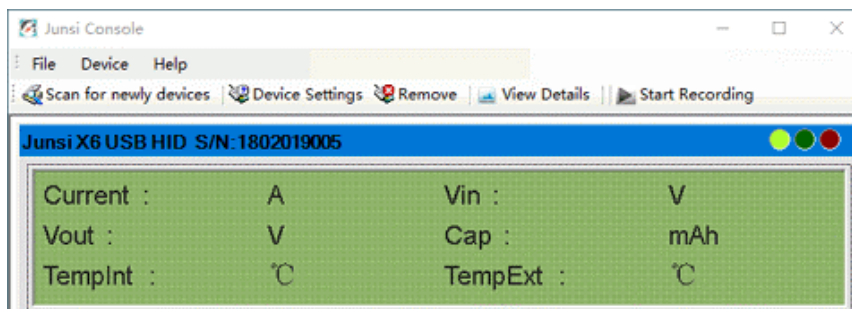 Junsi Console
File Device Help
Scan for newly devices Device Settings Remove View Details Start Recording
Junsi X6 USB HID S/N:1802019005
Current : A Vin : V
Vout : V Cap : mAh
TempInt : ℃ TempExt : ℃